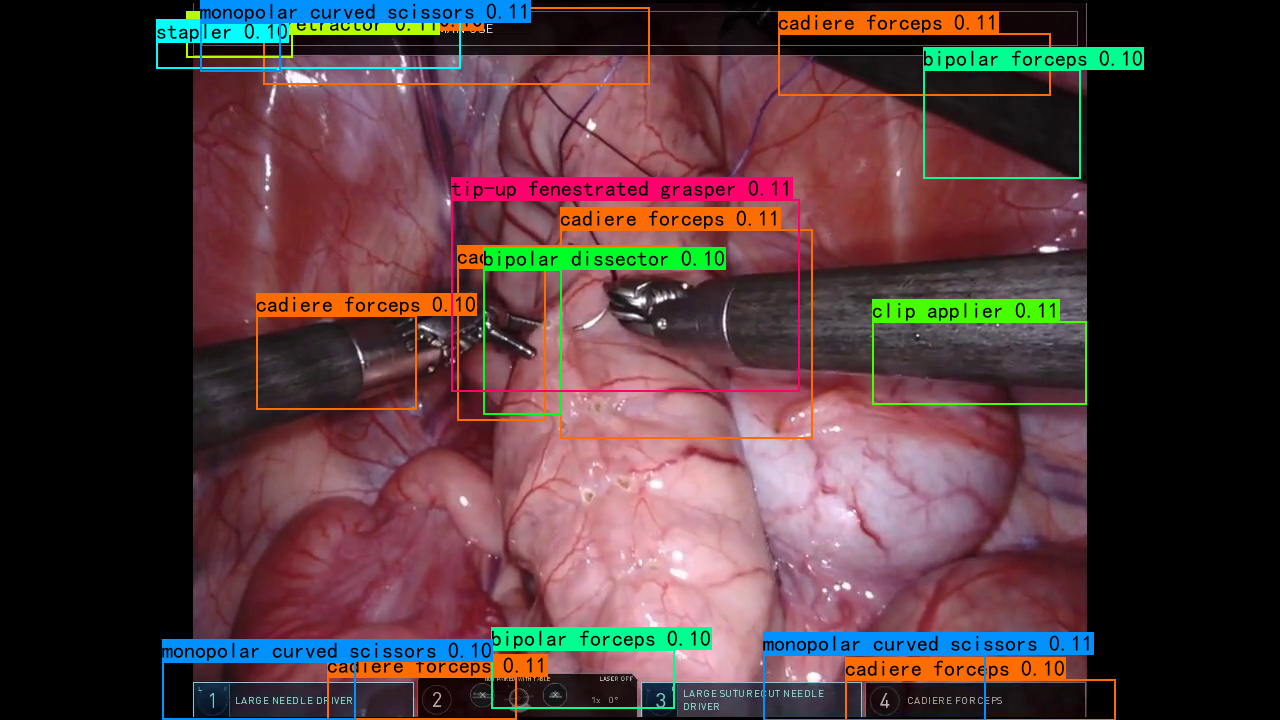 monopolar curved scissors 0.11
stapler 0.10
cadiere forceps 0.11
bipolar forceps 0.10
tip-up fenestrated grasper 0.11
cadiere forceps 0.11
bipolar dissector 0.10
cadiere forceps 0.10
clip applier 0.11
bipolar forceps 0.10
monopolar curved scissors 0.10
monopolar curved scissors 0.11
cadiere forceps 0.11
cadiere forceps 0.10
LASER OFF
1x 0°
1 LARGE NEEDLE DRIVER
2
3 LARGE SUTURECUT NEEDLE
DRIVER
4 CADIERE FORCEPS